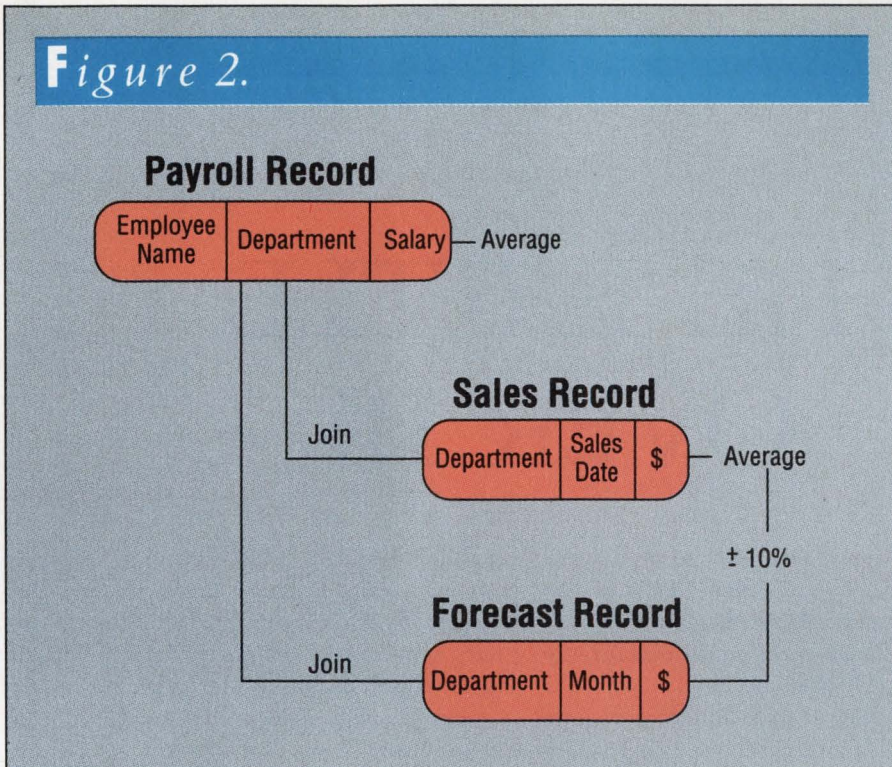 Figure 2.
Payroll Record
Employee
Name
Department
Salary
Average
Sales Record
Join
Department
Sales
Date
$
Average
± 10%
Forecast Record
Join
Department
Month
$